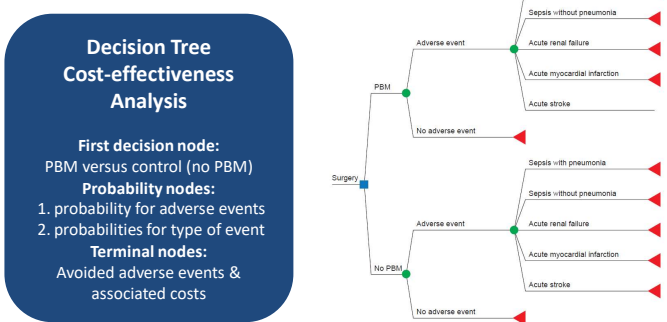 Decision Tree
Cost-effectiveness
Analysis
First decision node:
PBM versus control (no PBM)
Probability nodes:
1. probability for adverse events
2. probabilities for type of event
Terminal nodes:
Avoided adverse events &
associated costs
Surgery
PBM
Adverse event
Sepsis without pneumonia
Acute renal failure
Acute myocardial infarction
Acute stroke
No adverse event
No PBM
Adverse event
Sepsis with pneumonia
Sepsis without pneumonia
Acute renal failure
Acute myocardial infarction
Acute stroke
No adverse event